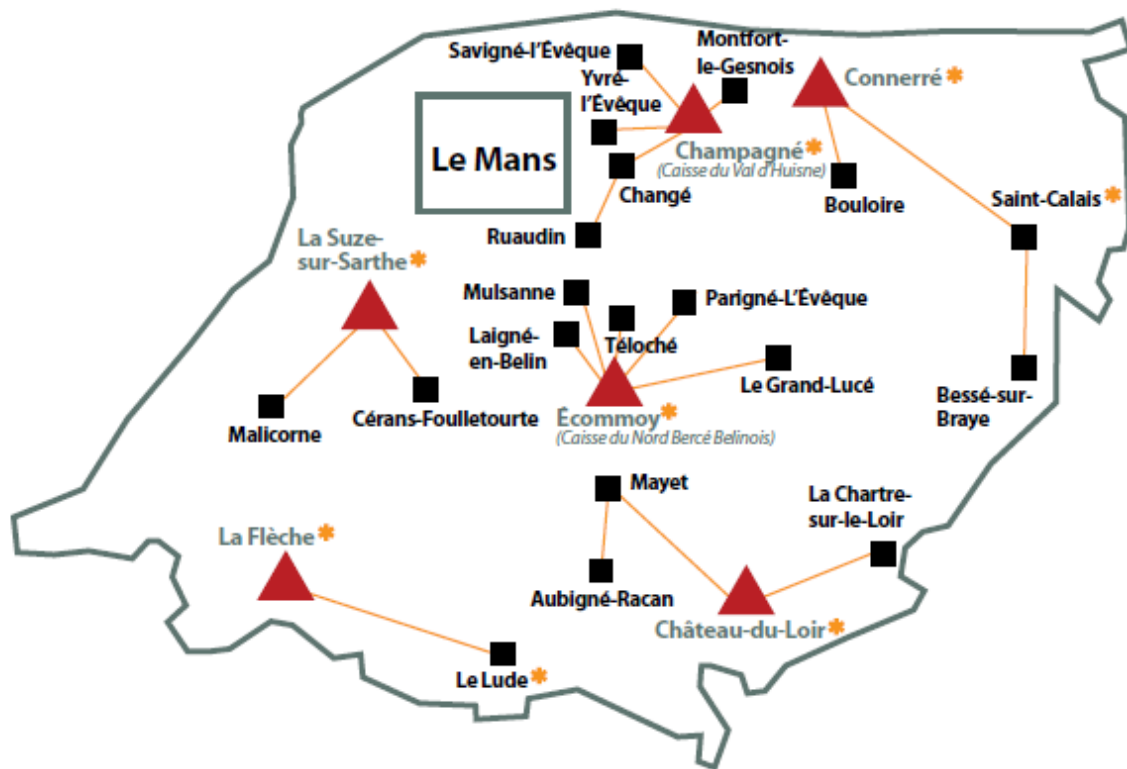 Savigné-l'Évêque
Montfort-
le-Gesnois
Yvré-
l'Évêque
Connerré *
Le Mans
Champagné *
(Caisse du Val d'Huisne)
Changé
Bouloire
Saint-Calais *
Ruaudin
La Suze-
sur-Sarthe *
Mulsanne
Parigné-L'Évêque
Laigné-
en-Belin
Téloché
Le Grand-Lucé
Bessé-sur-
Braye
Malicorne
Cérans-Foulletourte
Écommoy *
(Caisse du Nord Bercé Belinois)
Mayet
La Chartre-
sur-le-Loir
La Flèche *
Aubigné-Racan
Château-du-Loir *
Le Lude *